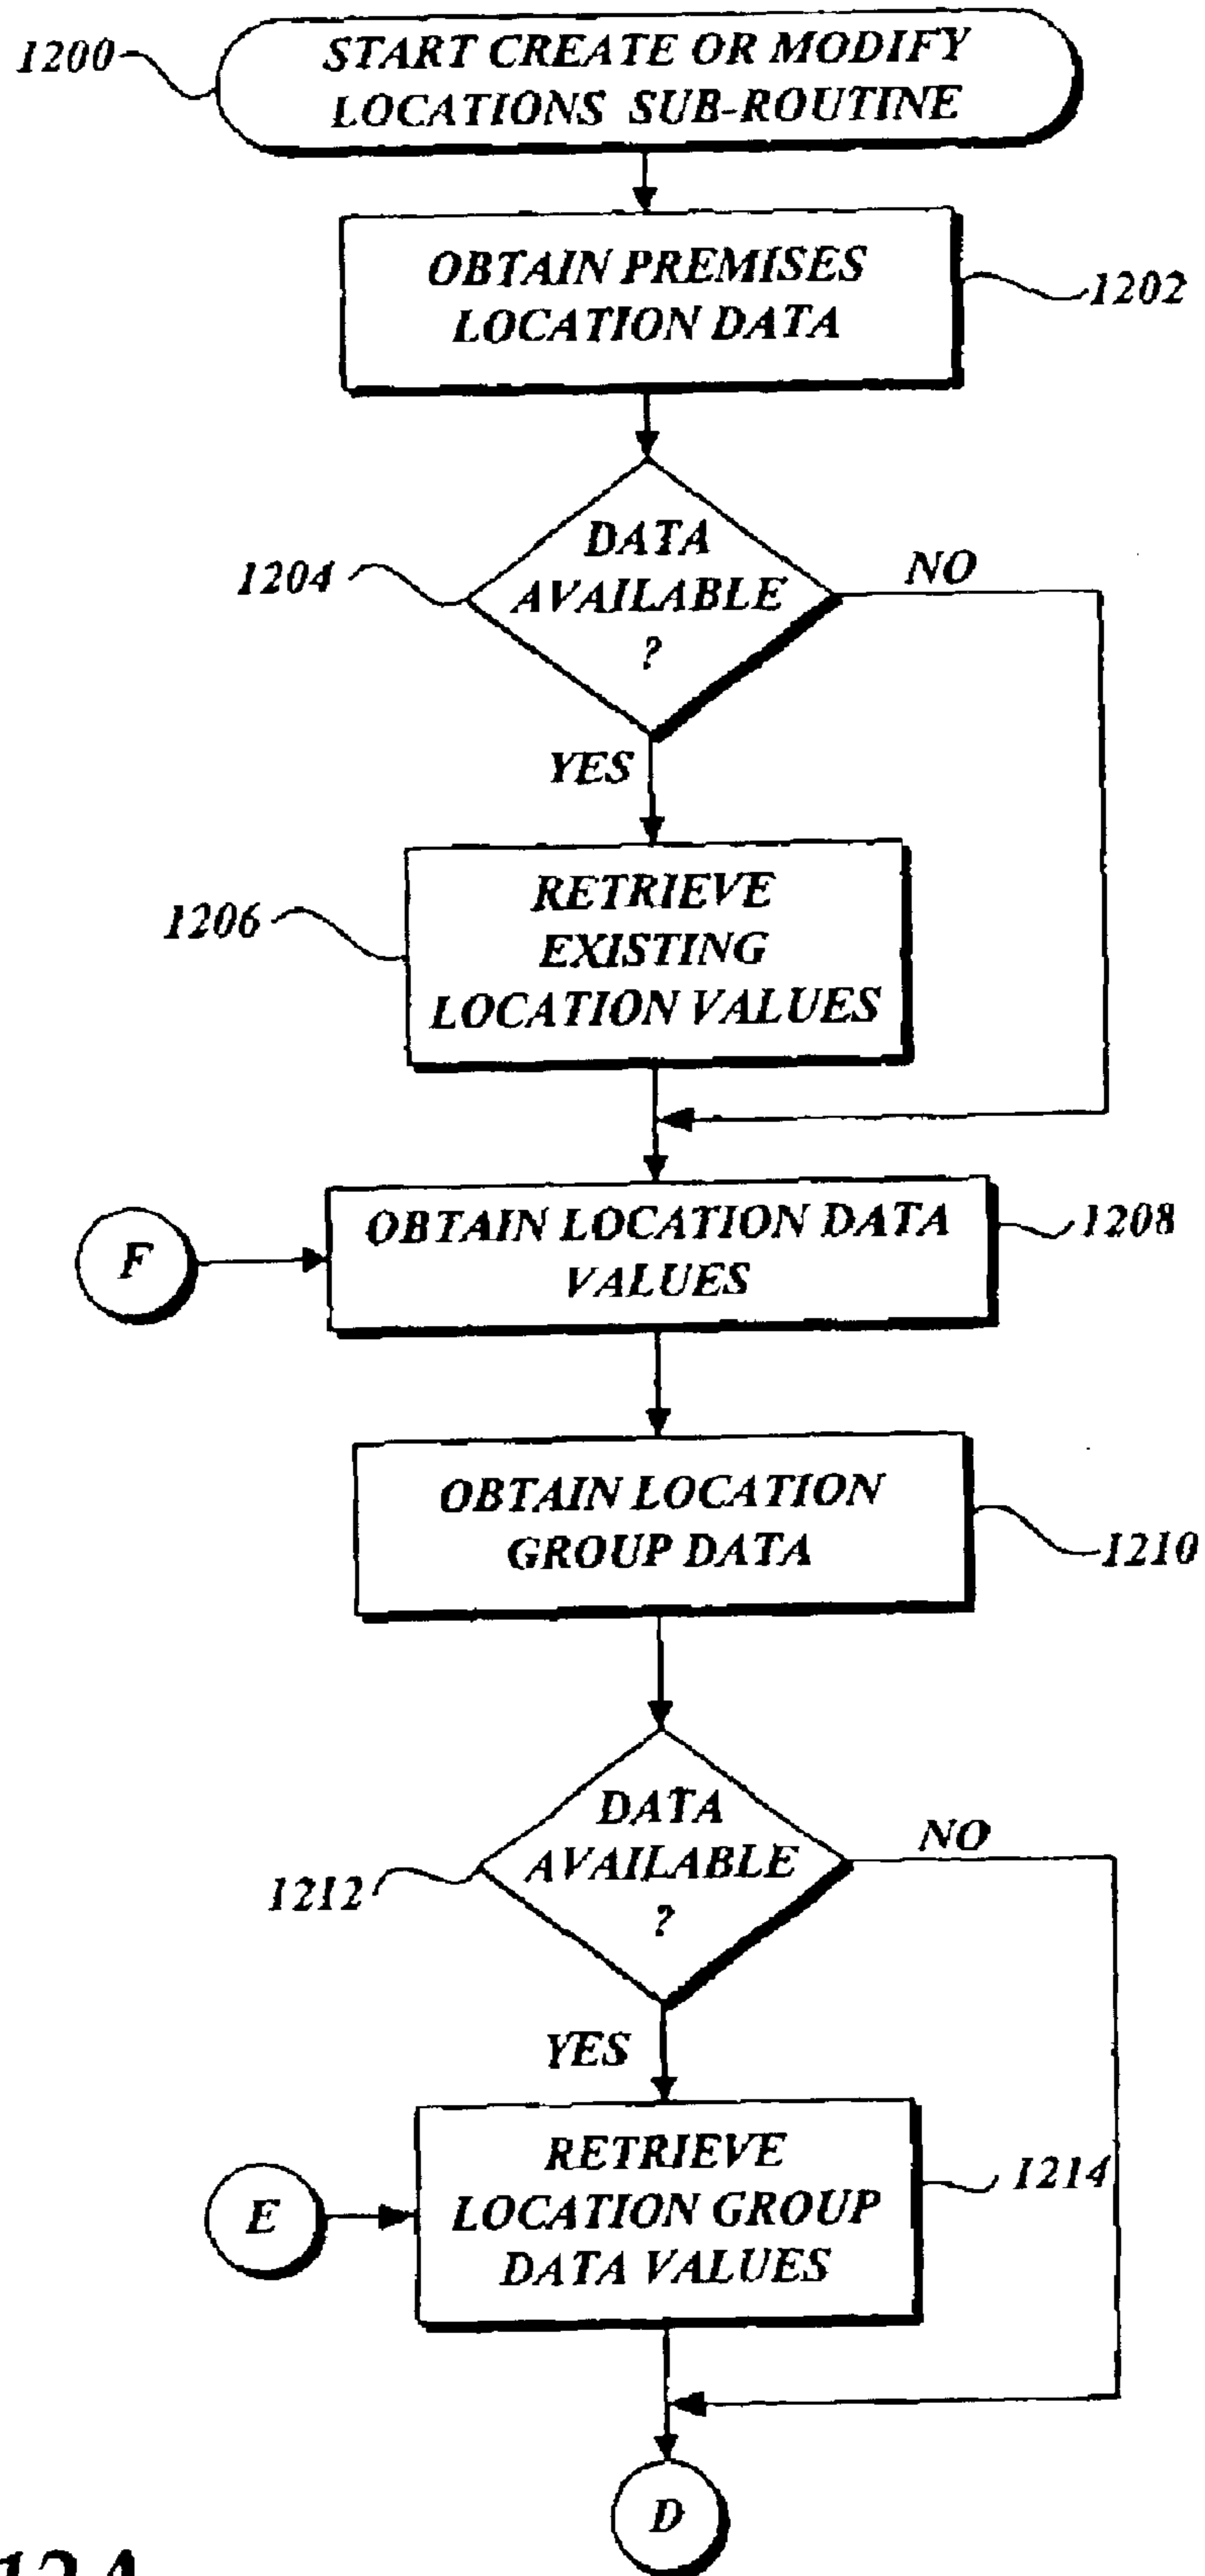 1200
START CREATE OR MODIFY
LOCATIONS SUB-ROUTINE
OBTAIN PREMISES
LOCATION DATA
1202
DATA
AVAILABLE
?
1204
NO
YES
RETRIEVE
EXISTING
LOCATION VALUES
1206
F
OBTAIN LOCATION DATA
VALUES
1208
OBTAIN LOCATION
GROUP DATA
1210
DATA
AVAILABLE
?
1212
NO
YES
RETRIEVE
LOCATION GROUP
DATA VALUES
1214
E
D